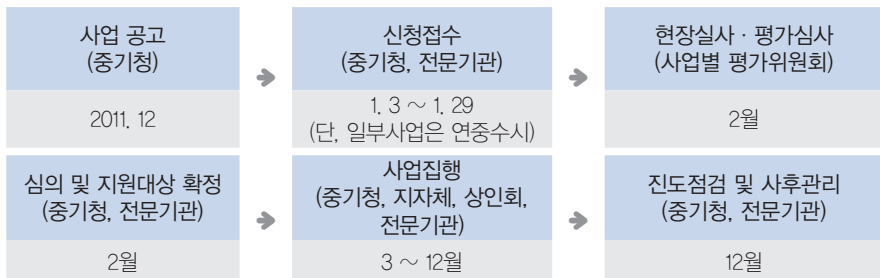 사업 공고
(중기청)
2011. 12
신청접수
(중기청, 전문기관)
1. 3 ~ 1. 29
(단, 일부사업은 연중수시)
현장실사 · 평가심사
(사업별 평가위원회)
2월
심의 및 지원대상 확정
(중기청, 전문기관)
2월
사업집행
(중기청, 지자체, 상인회,
전문기관)
3 ~ 12월
진도점검 및 사후관리
(중기청, 전문기관)
12월